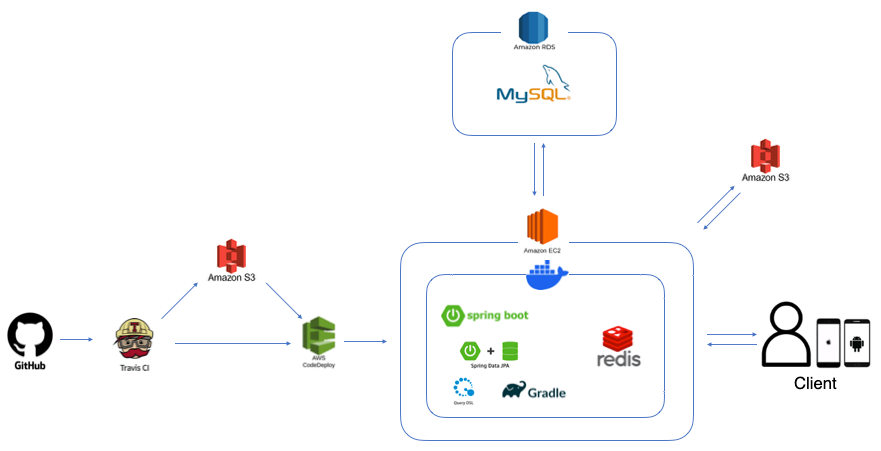 Amazon RDS
MySQL
Amazon S3
Amazon EC2
Amazon S3
spring boot
redis
GitHub
T
Travis CI
AWS
CodeDeploy
+
Spring Data JPA
Query DSL
Gradle
Client